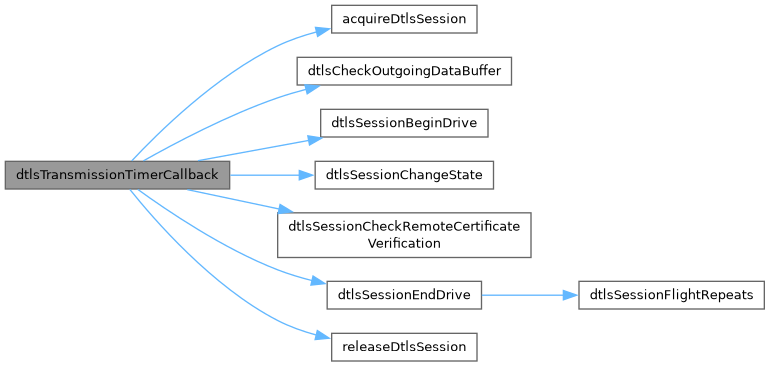 acquireDtlsSession
dtlsCheckOutgoingDataBuffer
dtlsSessionBeginDrive
dtlsTransmissionTimerCallback
dtlsSessionChangeState
dtlsSessionCheckRemoteCertificate
Verification
dtlsSessionEndDrive
dtlsSessionFlightRepeats
releaseDtlsSession